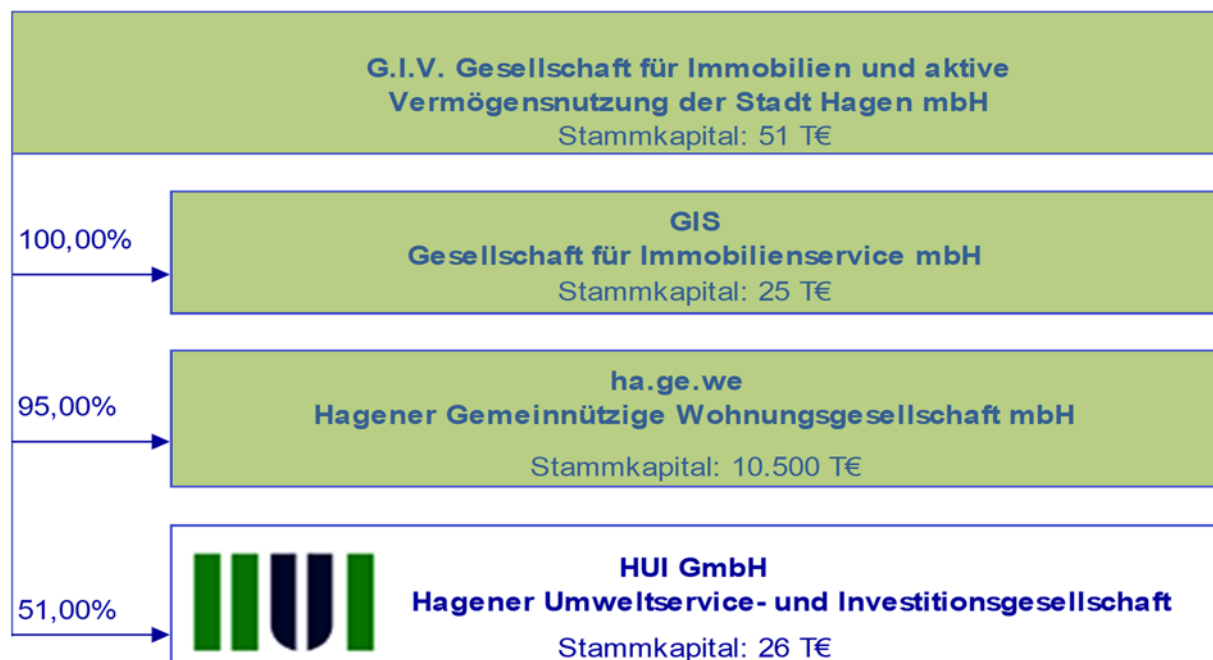 G.I.V. Gesellschaft für Immobilien und aktive
Vermögensnutzung der Stadt Hagen mbH
Stammkapital: 51 T€
100,00%
GIS
Gesellschaft für Immobilienservice mbH
Stammkapital: 25 T€
95,00%
ha.ge.we
Hagener Gemeinnützige Wohnungsgesellschaft mbH
Stammkapital: 10.500 T€
51,00%
HUI
HUI GmbH
Hagener Umweltservice- und Investitionsgesellschaft
Stammkapital: 26 T€